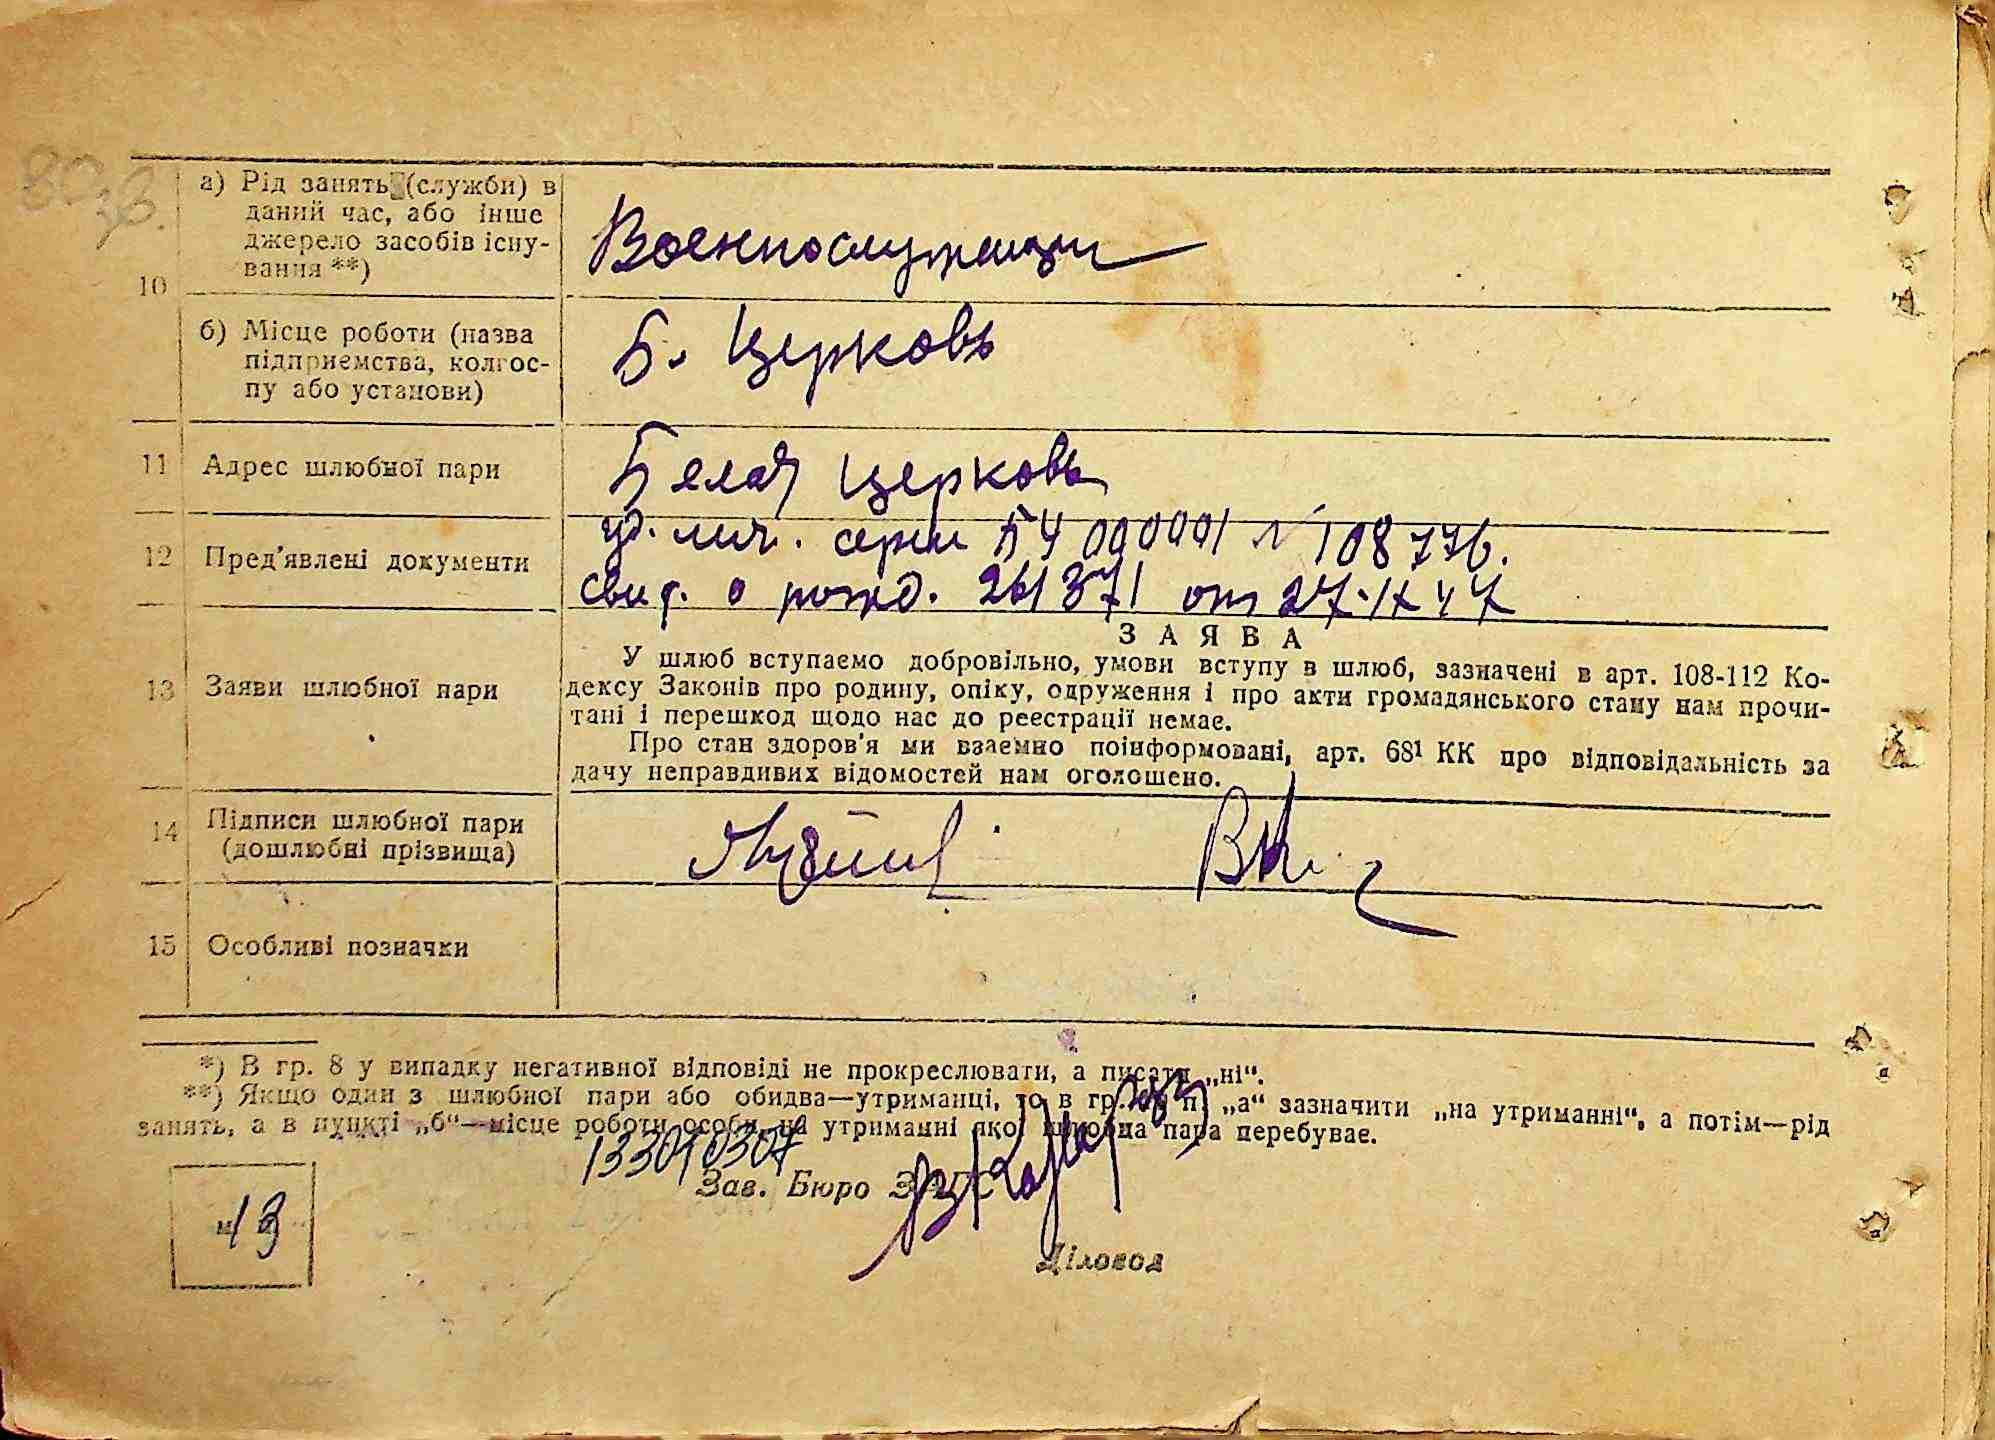 80 зв.
10
а) Рід занять (служби) в
даний час, або інше
джерело засобів існу-
вання **)
Военнослужащи
б) Місце роботи (назва
підприємства, колгос-
пу або установи)
Б. Церковь
11 Адрес шлюбної пари
Белая церковь
12 Пред'явлені документи
уд. лич. серии БЧ 000001 № 108776.
свид. о рожд. 261371 от 27.IX 47
13 Заяви шлюбної пари
ЗАЯВА
У шлюб вступаємо добровільно, умови вступу в шлюб, зазначені в арт. 108-112 Ко-
дексу Законів про родину, опіку, одруження і про акти громадянського стану нам прочи-
тані і перешкод щодо нас до реєстрації немає.
Про стан здоров'я ми взаємно поінформовані, арт. 68¹ КК про відповідальність за
дачу неправдивих відомостей нам оголошено.
14 Підписи шлюбної пари
(дошлюбні прізвища)
15 Особливі позначки
*) В гр. 8 у випадку негативної відповіді не прокреслювати, а писати „ні“.
**) Якщо один з шлюбної пари або обидва—утриманці, то в гр. п. „а“ зазначити „на утриманні“, а потім—рід
занять, а в пункті „б“—місце роботи особи, на утриманні якої шлюбна пара перебуває.
133010307
Зав. Бюро ЗАГС
13
Діловод